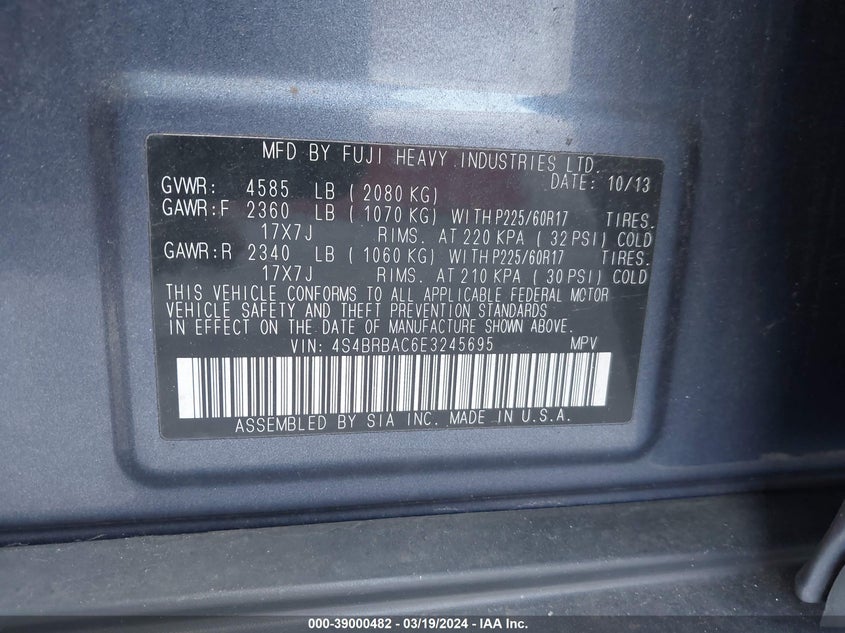 MFD BY FUJI HEAVY INDUSTRIES LTD.
DATE: 10/13
GVWR: 4585 LB ( 2080 KG)
GAWR:F 2360 LB ( 1070 KG) WITH P225/60R17 TIRES.
17X7J RIMS. AT 220 KPA ( 32 PSI) COLD
GAWR:R 2340 LB ( 1060 KG) WITH P225/60R17 TIRES.
17X7J RIMS. AT 210 KPA ( 30 PSI) COLD
THIS VEHICLE CONFORMS TO ALL APPLICABLE FEDERAL MOTOR
VEHICLE SAFETY AND THEFT PREVENTION STANDARDS
IN EFFECT ON THE DATE OF MANUFACTURE SHOWN ABOVE.
VIN: 4S4BRBAC6E3245695 MPV
ASSEMBLED BY SIA INC. MADE IN U.S.A.
000-39000482 - 03/19/2024 - IAA Inc.